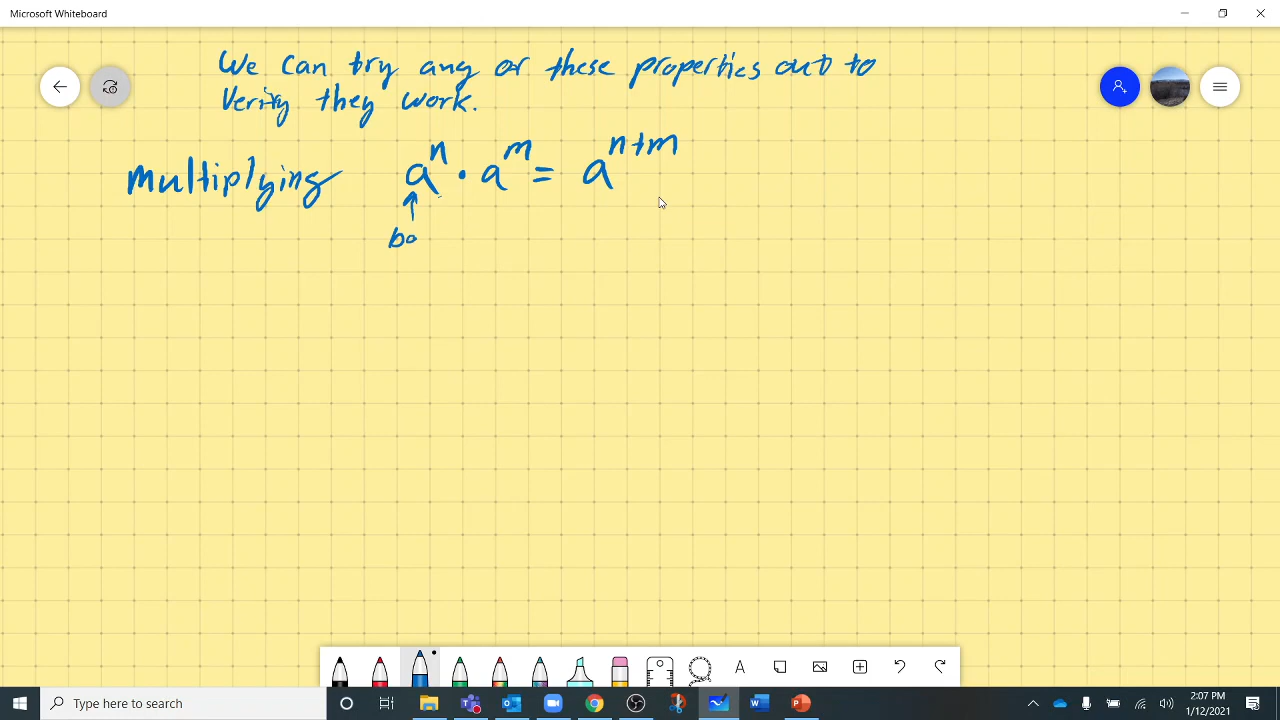 Microsoft Whiteboard
We can try any of these properties out to
Verify they work.
multiplying a^n · a^m = a^{n+m}
↑
ba
A
Type here to search
2:07 PM
1/12/2021